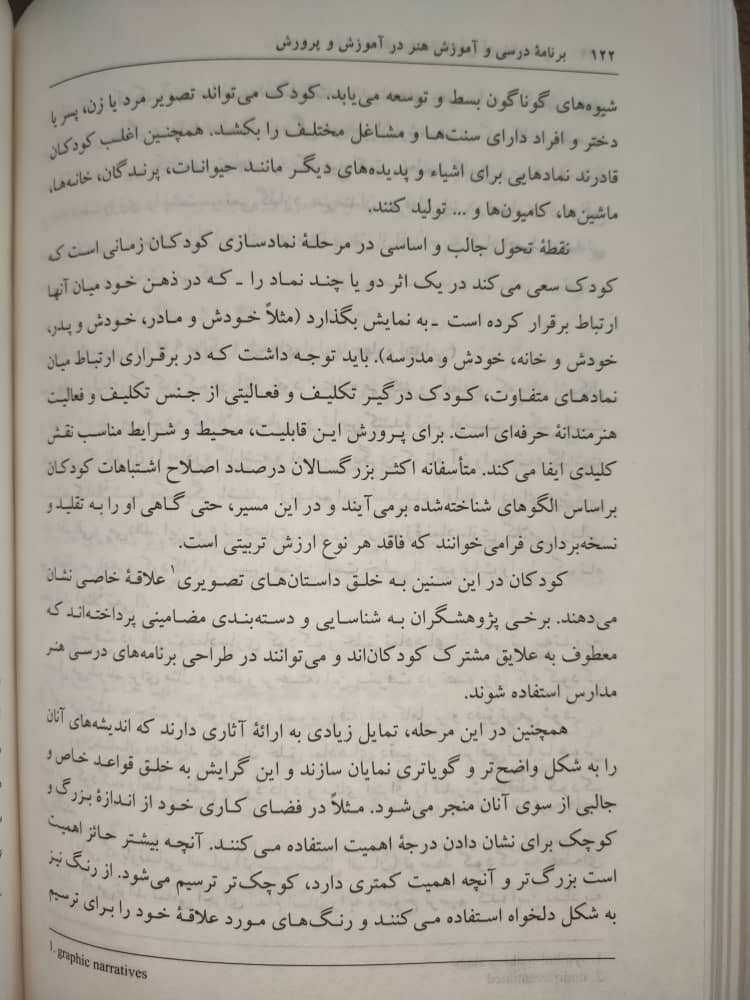 ۱۲۲ برنامهٔ درسی و آموزش هنر در آموزش و پرورش
شیوه‌های گوناگون بسط و توسعه می‌یابد. کودک می‌تواند تصویر مرد یا زن، پسر یا
دختر و افراد دارای سنت‌ها و مشاغل مختلف را بکشد. همچنین اغلب کودکان
قادرند نمادهایی برای اشیاء و پدیده‌های دیگر مانند حیوانات، پرندگان، خانه‌ها،
ماشین‌ها، کامیون‌ها و ... تولید کنند.
نقطهٔ تحول جالب و اساسی در مرحلهٔ نمادسازی کودکان زمانی است که
کودک سعی می‌کند در یک اثر دو یا چند نماد را ـ که در ذهن خود میان آنها
ارتباط برقرار کرده است ـ به نمایش بگذارد (مثلاً خودش و مادر، خودش و پدر،
خودش و خانه، خودش و مدرسه). باید توجه داشت که در برقراری ارتباط میان
نمادهای متفاوت، کودک درگیر تکلیف و فعالیتی از جنس تکلیف و فعالیت
هنرمندانهٔ حرفه‌ای است. برای پرورش این قابلیت، محیط و شرایط مناسب نقش
کلیدی ایفا می‌کند. متأسفانه اکثر بزرگسالان درصدد اصلاح اشتباهات کودکان
براساس الگوهای شناخته‌شده برمی‌آیند و در این مسیر، حتی گاهی او را به تقلید و
نسخه‌برداری فرامی‌خوانند که فاقد هر نوع ارزش تربیتی است.
کودکان در این سنین به خلق داستان‌های تصویری۱ علاقهٔ خاصی نشان
می‌دهند. برخی پژوهشگران به شناسایی و دسته‌بندی مضامینی پرداخته‌اند که
معطوف به علایق مشترک کودکان‌اند و می‌توانند در طراحی برنامه‌های درسی هنر
مدارس استفاده شوند.
همچنین در این مرحله، تمایل زیادی به ارائهٔ آثاری دارند که اندیشه‌های آنان
را به شکل واضح‌تر و گویاتری نمایان سازند و این گرایش به خلق قواعد خاص و
جالبی از سوی آنان منجر می‌شود. مثلاً در فضای کاری خود از اندازهٔ بزرگ و
کوچک برای نشان دادن درجهٔ اهمیت استفاده می‌کنند. آنچه بیشتر حائز اهمیت
است بزرگ‌تر و آنچه اهمیت کمتری دارد، کوچک‌تر ترسیم می‌شود. از رنگ نیز
به شکل دلخواه استفاده می‌کنند و رنگ‌های مورد علاقهٔ خود را برای ترسیم
1. graphic narratives